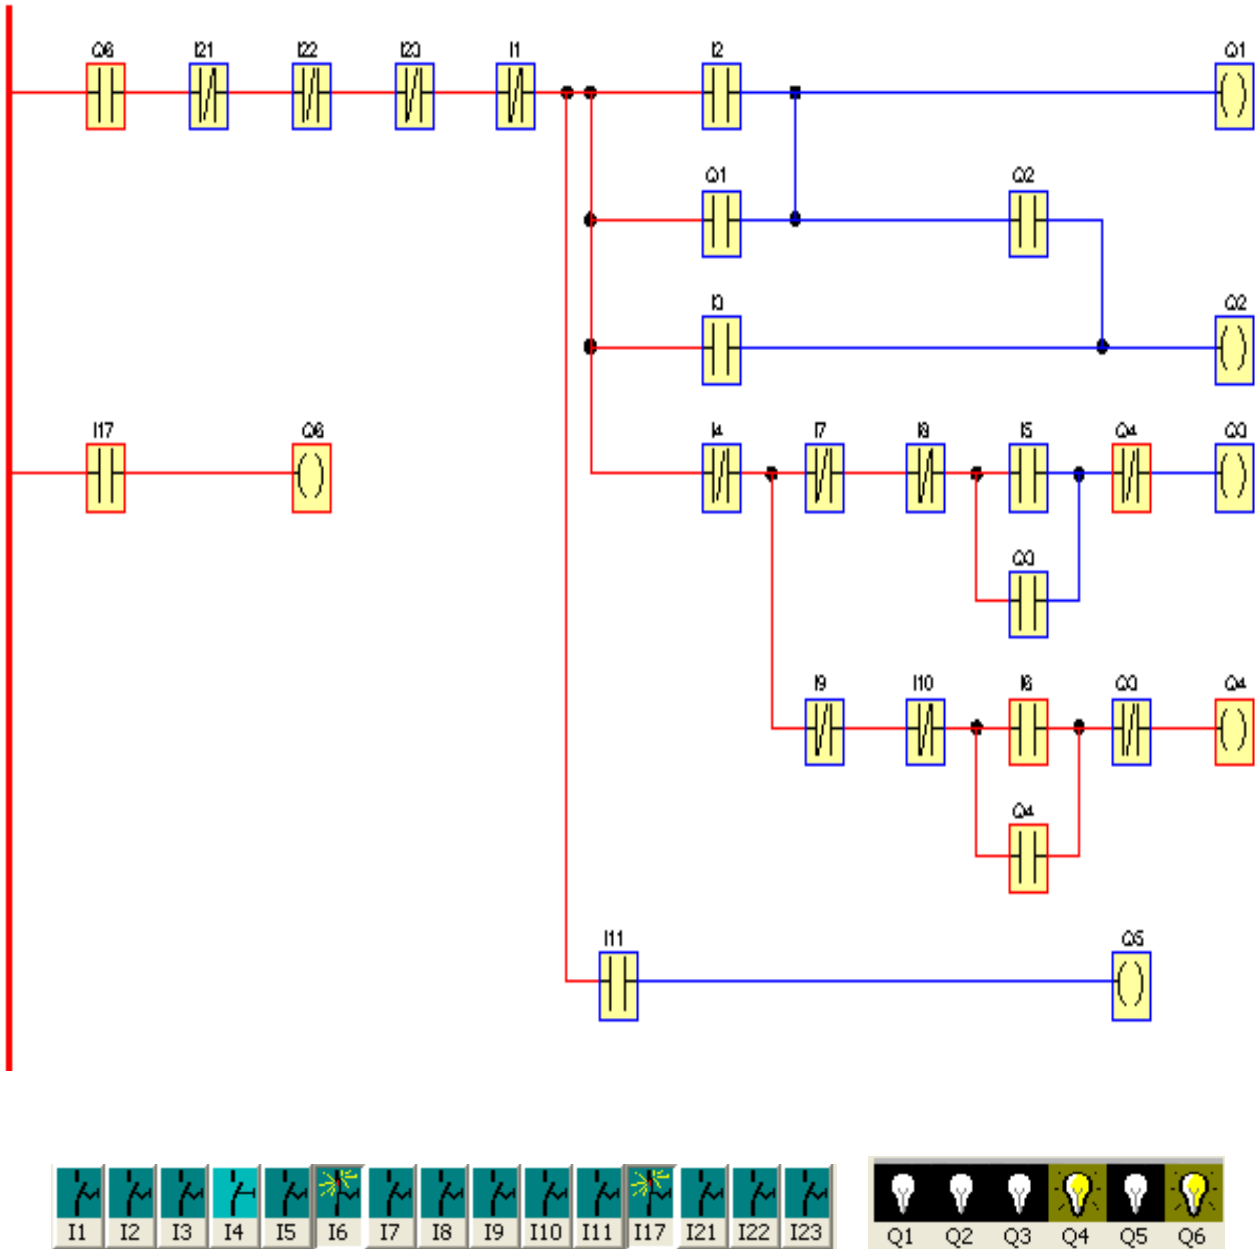 Q6 I21 I22 I23 I1 I2 Q1
Q1 Q2
I3 Q2
I17 Q6 I4 I7 I8 I5 Q4 Q3
Q3
I9 I10 I6 Q3 Q4
Q4
I11 Q5
I1 I2 I3 I4 I5 I6 I7 I8 I9 I10 I11 I17 I21 I22 I23 Q1 Q2 Q3 Q4 Q5 Q6